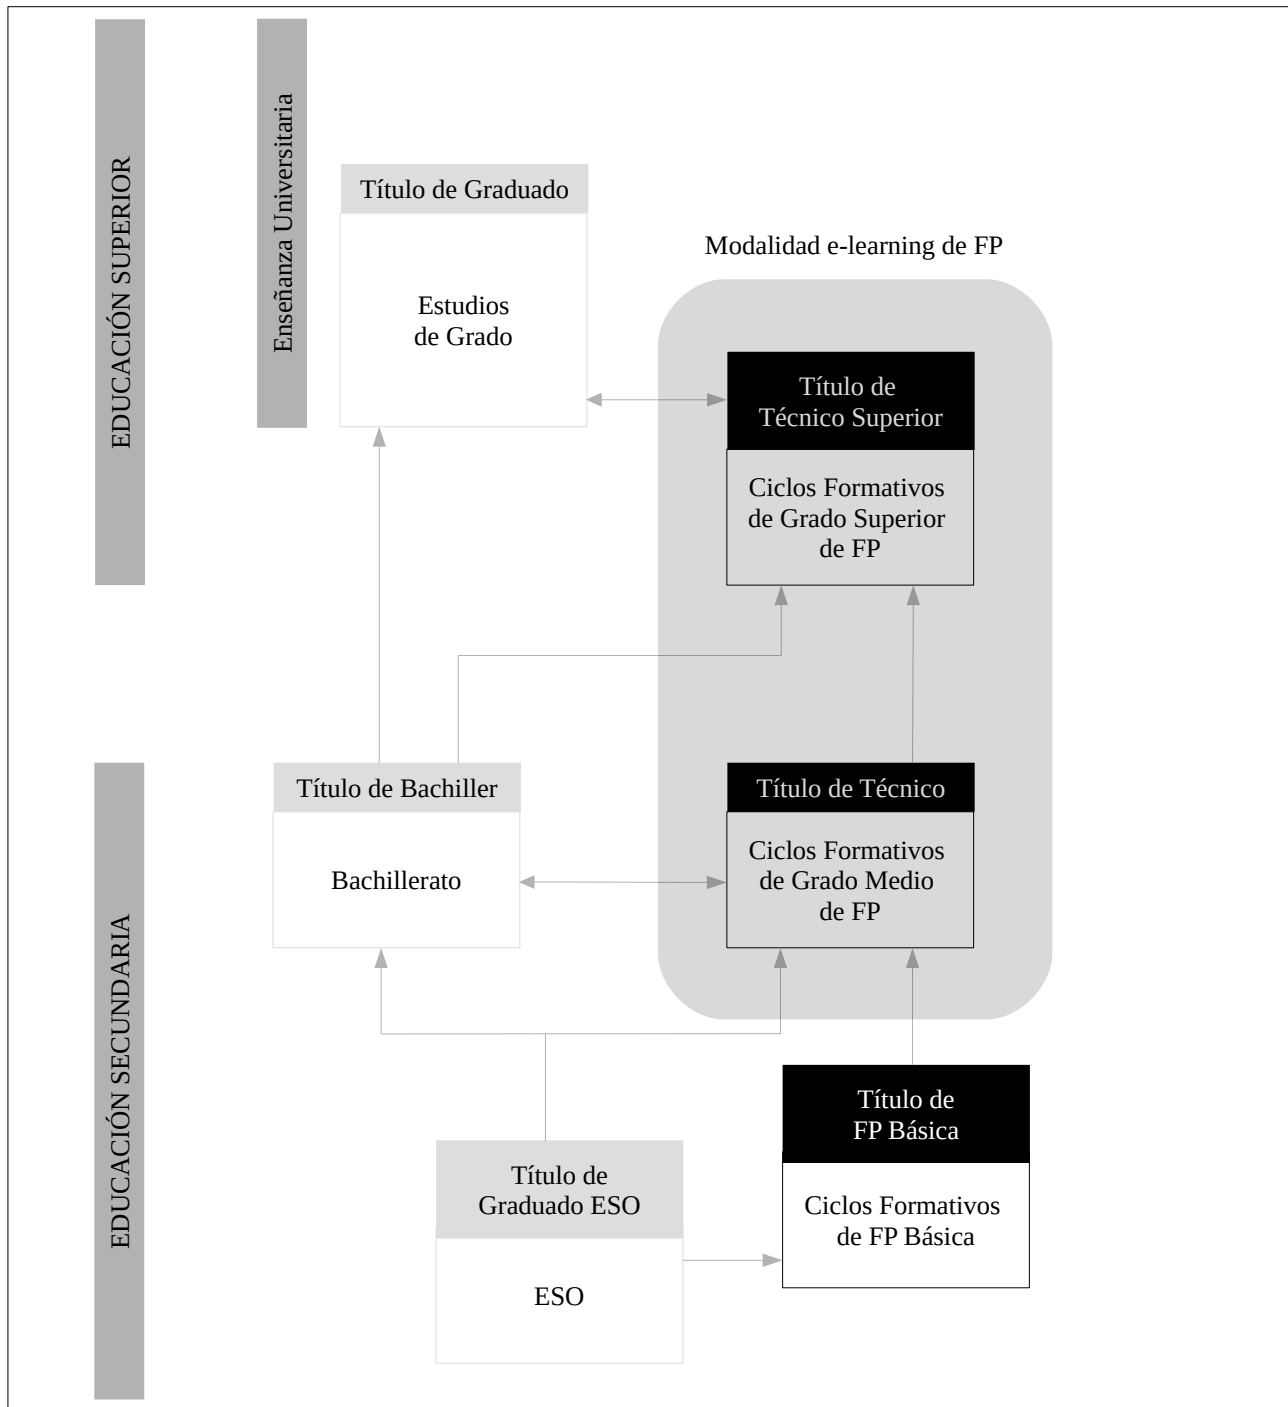 EDUCACIÓN SUPERIOR
Enseñanza Universitaria
Título de Graduado
Estudios
de Grado
Modalidad e-learning de FP
Título de
Técnico Superior
Ciclos Formativos
de Grado Superior
de FP
EDUCACIÓN SECUNDARIA
Título de Bachiller
Bachillerato
Título de Técnico
Ciclos Formativos
de Grado Medio
de FP
Título de
Graduado ESO
ESO
Título de
FP Básica
Ciclos Formativos
de FP Básica